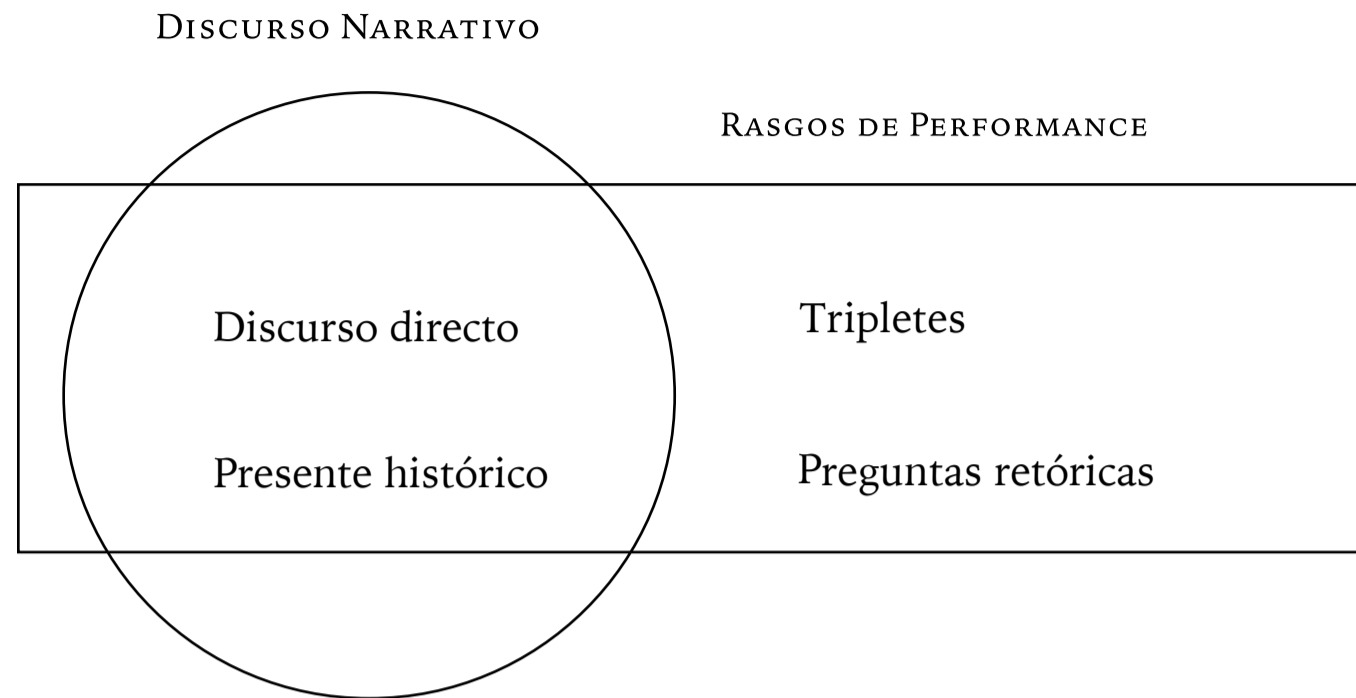 Discurso Narrativo
Rasgos de Performance
Discurso directo
Tripletes
Presente histórico
Preguntas retóricas